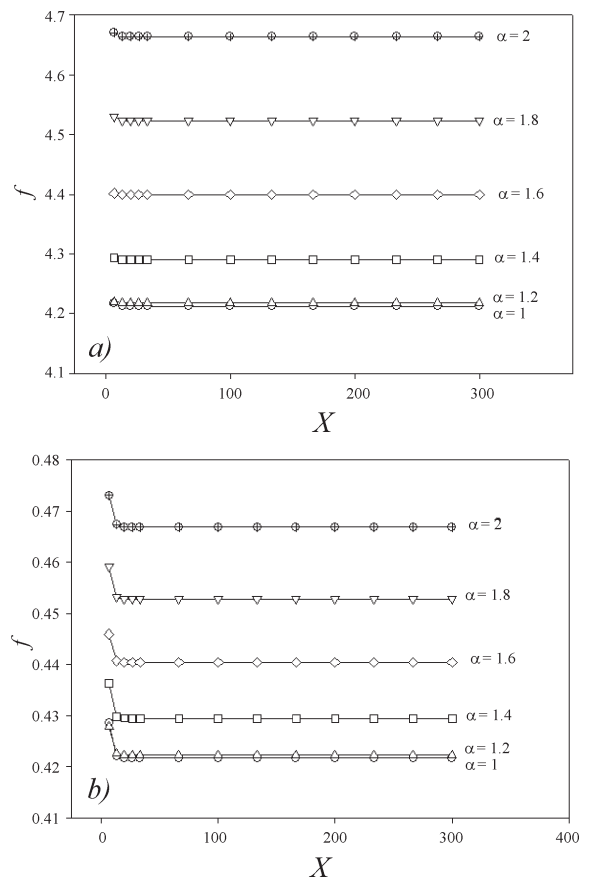 4.7
α = 2
4.6
α = 1.8
4.5
f
4.4
α = 1.6
4.3
α = 1.4
α = 1.2
4.2
α = 1
a)
4.1
0 100 200 300
X
0.48
0.47
α = 2
0.46
α = 1.8
0.45
f
0.44
α = 1.6
0.43
α = 1.4
α = 1.2
0.42
α = 1
b)
0.41
0 100 200 300 400
X